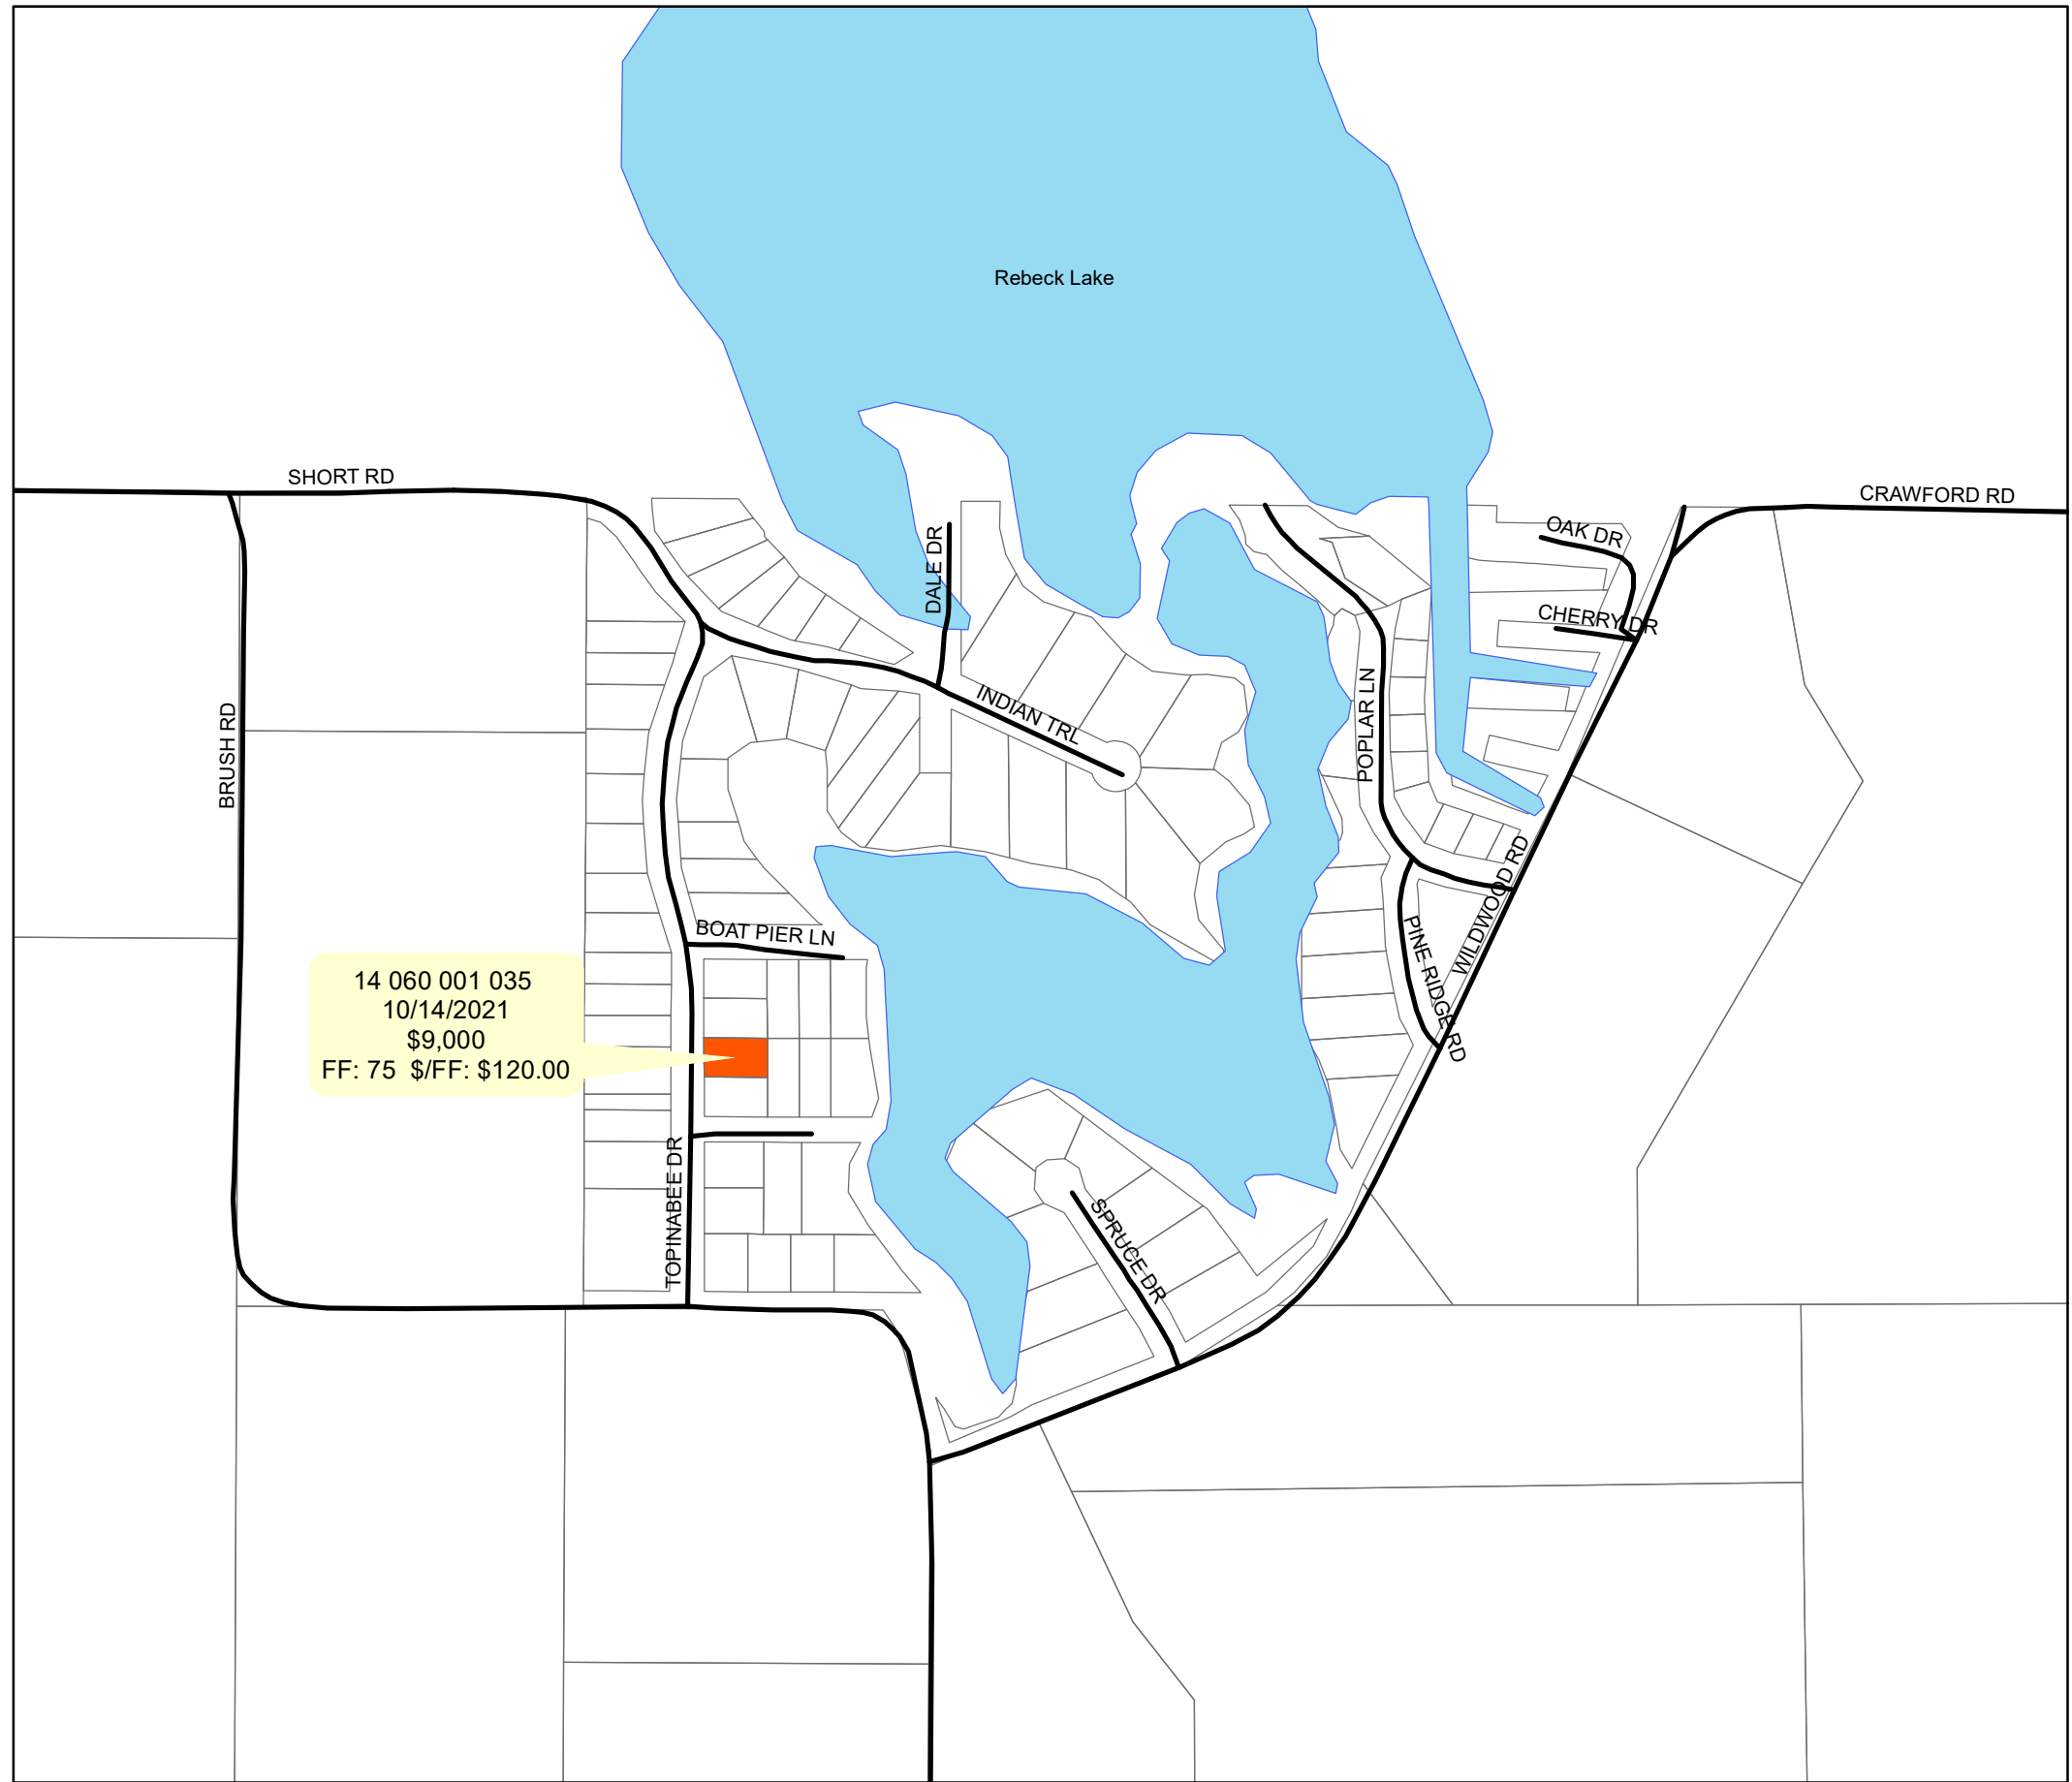 Rebeck Lake
SHORT RD
CRAWFORD RD
OAK DR
DALE DR
CHERRY DR
INDIAN TRL
POPLAR LN
BRUSH RD
WILDWOOD RD
BOAT PIER LN
PINE RIDGE RD
14 060 001 035
10/14/2021
$9,000
FF: 75  $/FF: $120.00
TOPINABEE DR
SPRUCE DR